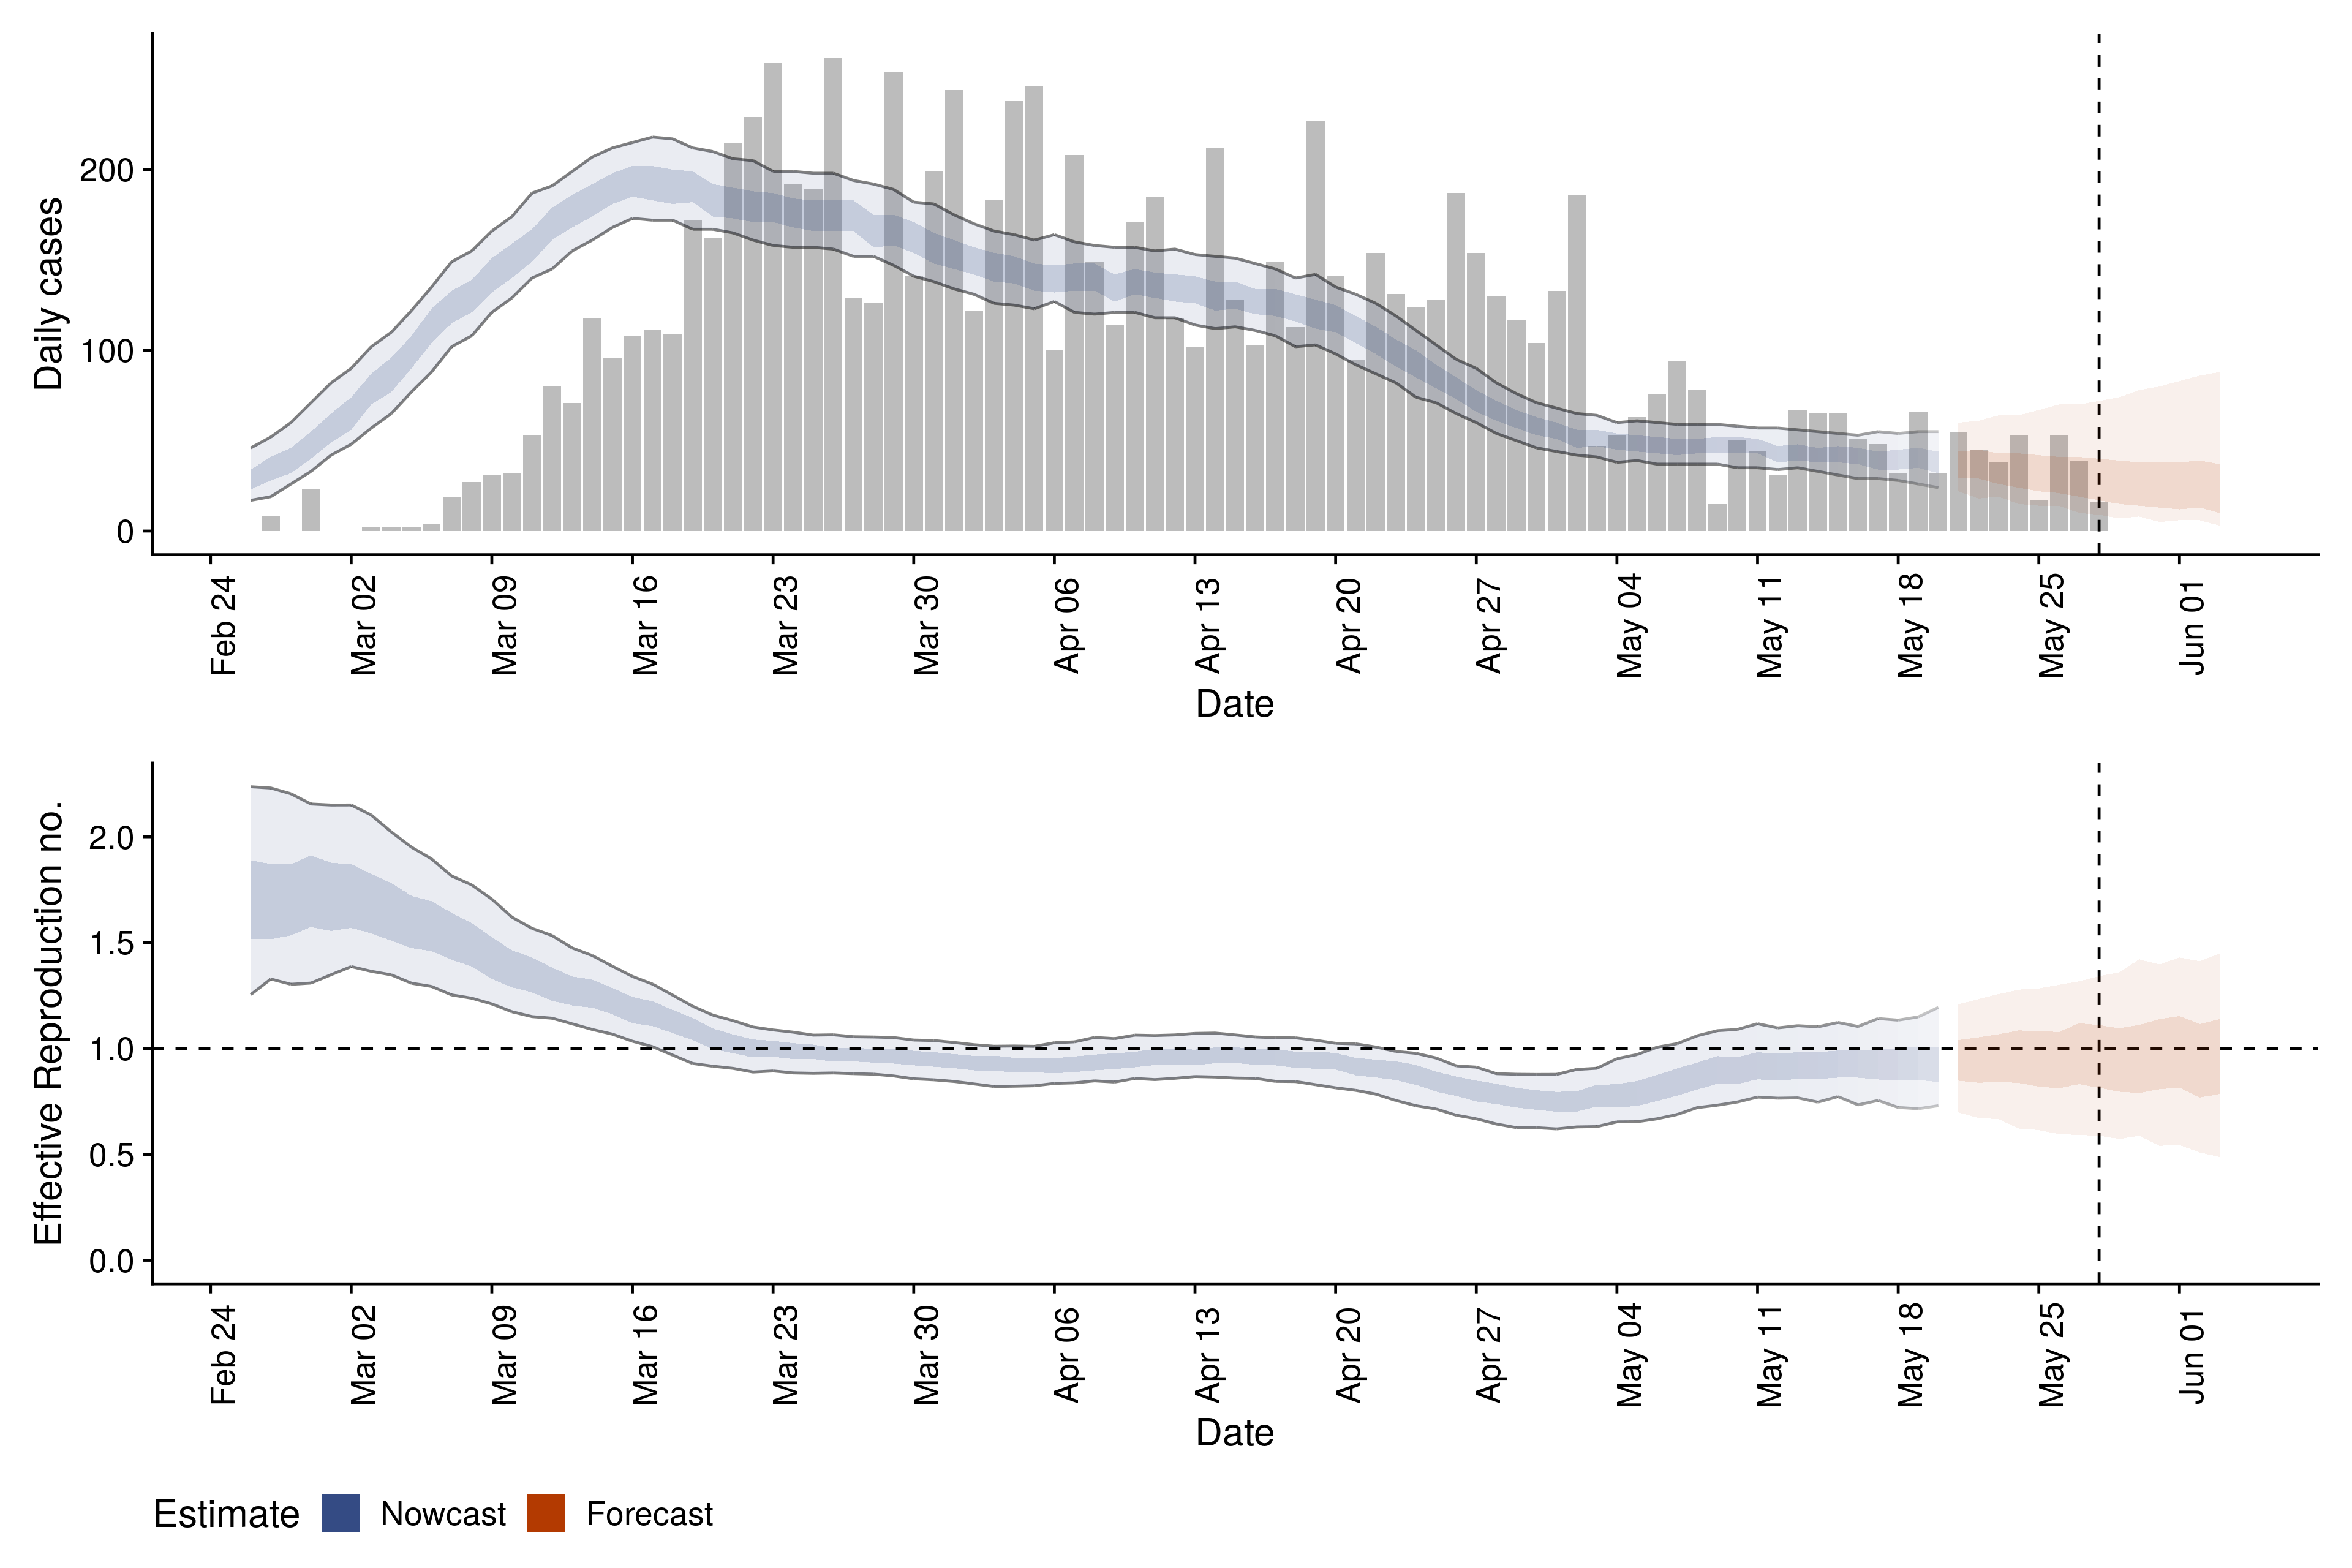 Daily cases
200
100
0
Feb 24
Mar 02
Mar 09
Mar 16
Mar 23
Mar 30
Apr 06
Apr 13
Apr 20
Apr 27
May 04
May 11
May 18
May 25
Jun 01
Date
Effective Reproduction no.
2.0
1.5
1.0
0.5
0.0
Feb 24
Mar 02
Mar 09
Mar 16
Mar 23
Mar 30
Apr 06
Apr 13
Apr 20
Apr 27
May 04
May 11
May 18
May 25
Jun 01
Date
Estimate Nowcast Forecast